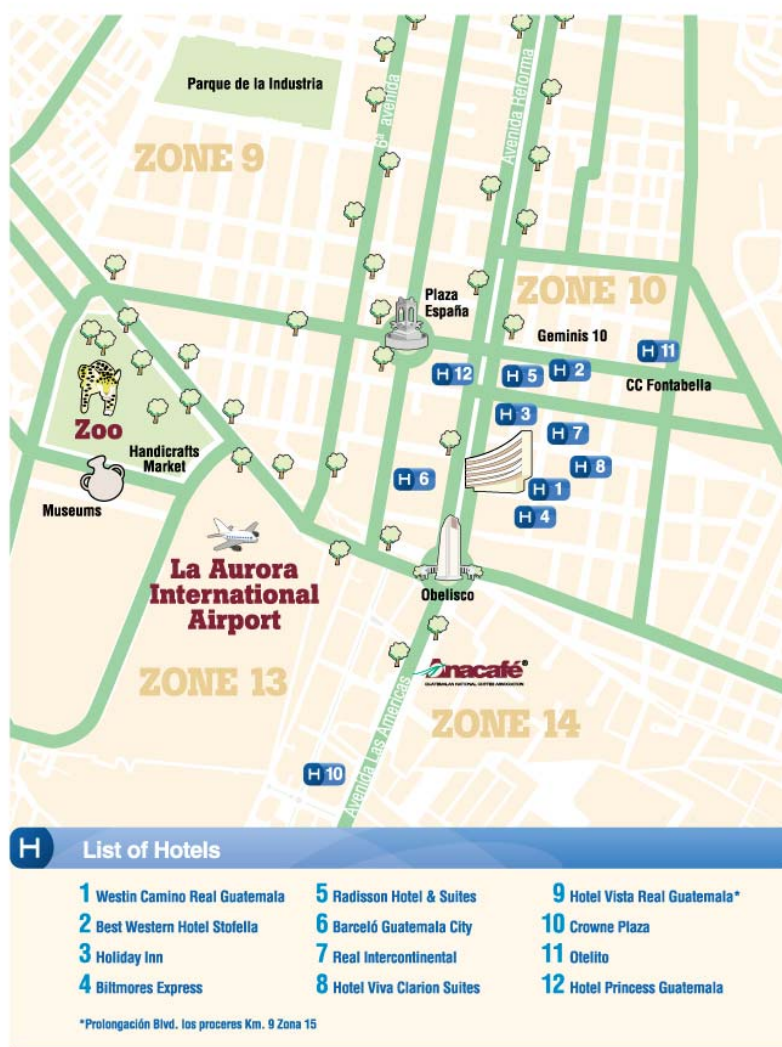 Parque de la Industria
6ª avenida
Avenida Reforma
ZONE 9
Plaza
España
ZONE 10
Geminis 10
H 11
H 12
H 5
H 2
CC Fontabella
Zoo
H 3
Handicrafts
Market
H 7
H 6
H 8
H 1
Museums
H 4
La Aurora
International
Airport
Obelisco
Anacafé®
GUATEMALAN NATIONAL COFFEE ASSOCIATION
ZONE 13
Avenida Las Americas
ZONE 14
H 10
H List of Hotels
1 Westin Camino Real Guatemala
2 Best Western Hotel Stofella
3 Holiday Inn
4 Biltmores Express
5 Radisson Hotel & Suites
6 Barceló Guatemala City
7 Real Intercontinental
8 Hotel Viva Clarion Suites
9 Hotel Vista Real Guatemala*
10 Crowne Plaza
11 Otelito
12 Hotel Princess Guatemala
*Prolongación Blvd. los proceres Km. 9 Zona 15